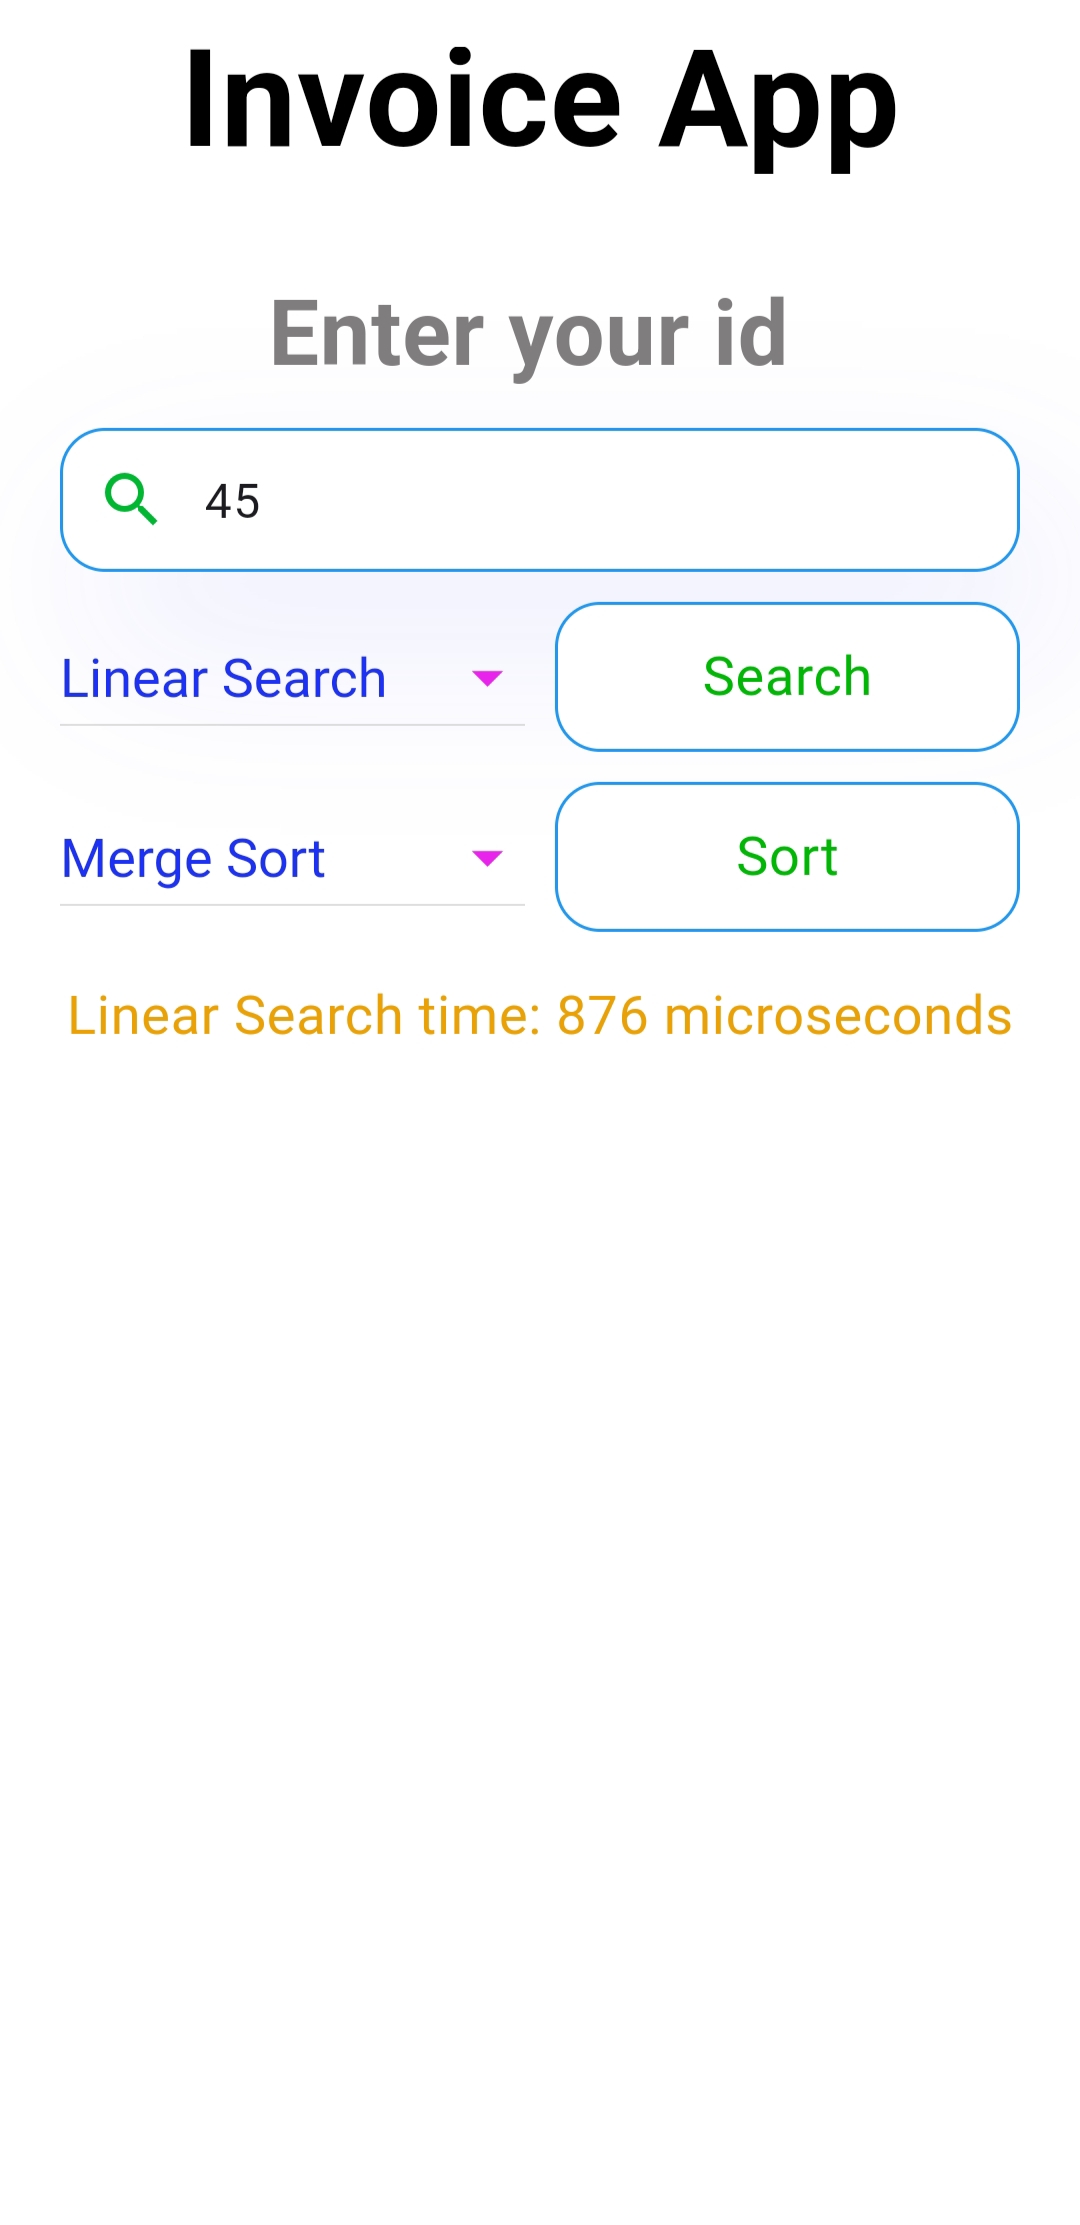 Invoice App
Enter your id
45
Linear Search
Search
Merge Sort
Sort
Linear Search time: 876 microseconds